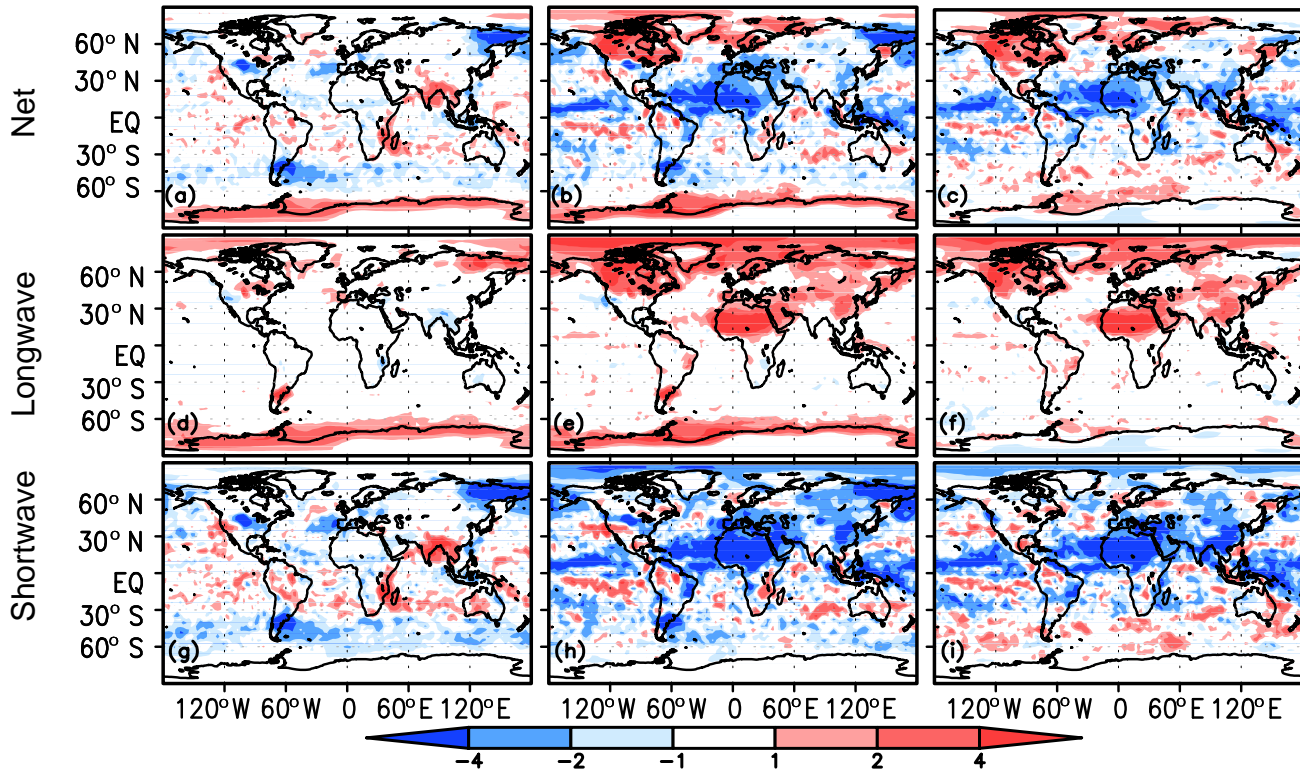 Net
60° N
30° N
EQ
30° S
60° S
(a)
(b)
(c)
Longwave
60° N
30° N
EQ
30° S
60° S
(d)
(e)
(f)
Shortwave
60° N
30° N
EQ
30° S
60° S
(g)
(h)
(i)
120°W 60°W 0 60°E 120°E
120°W 60°W 0 60°E 120°E
120°W 60°W 0 60°E 120°E
-4 -2 -1 1 2 4